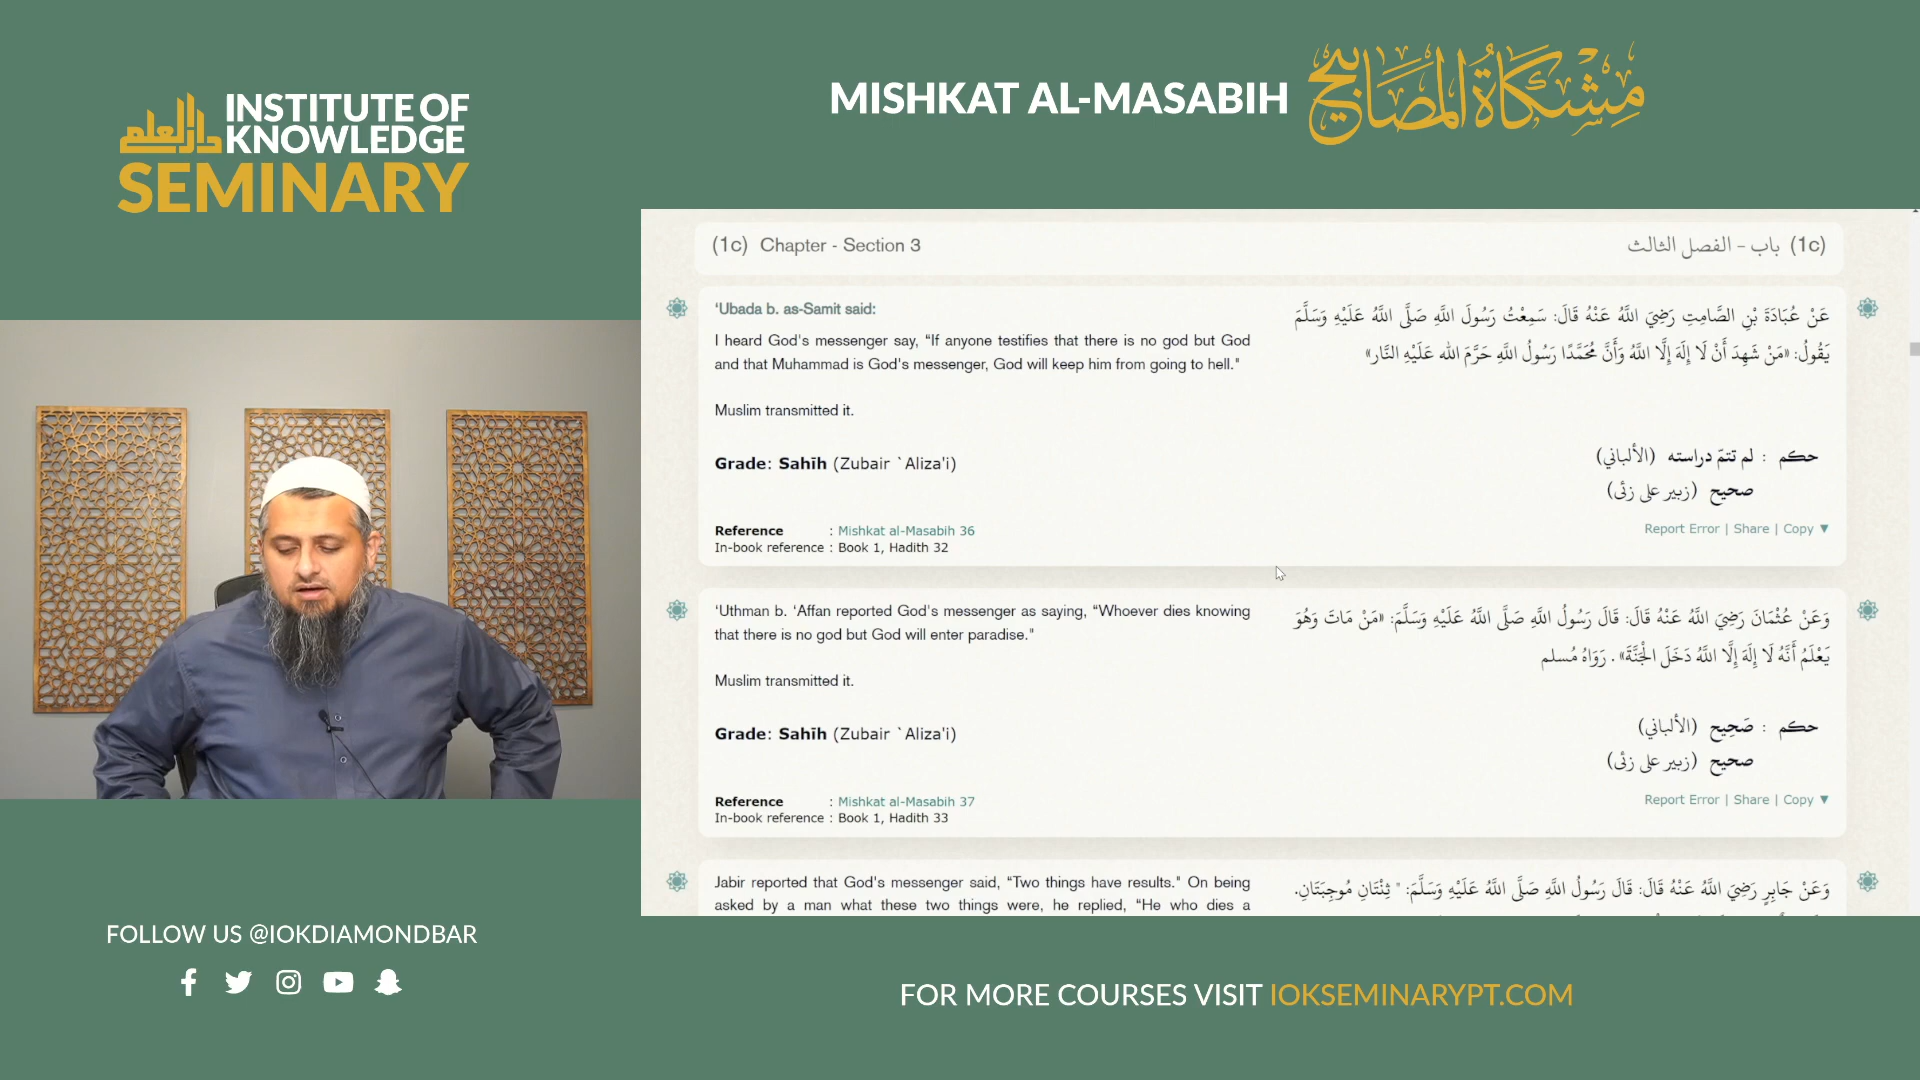 دار العلم
INSTITUTE OF
KNOWLEDGE
SEMINARY
MISHKAT AL-MASABIH
مِشْكَاةُ الْمَصَابِيحِ
(1c) Chapter - Section 3
(1c) باب - الفصل الثالث
‘Ubada b. as-Samit said:
I heard God's messenger say, “If anyone testifies that there is no god but God
and that Muhammad is God's messenger, God will keep him from going to hell."
Muslim transmitted it.
عَنْ عُبَادَةَ بْنِ الصَّامِتِ رَضِيَ اللَّهُ عَنْهُ قَالَ: سَمِعْتُ رَسُولَ اللَّهِ صَلَّى اللَّهُ عَلَيْهِ وَسَلَّمَ
يَقُولُ: «مَنْ شَهِدَ أَنْ لَا إِلَهَ إِلَّا اللَّهُ وَأَنَّ مُحَمَّدًا رَسُولُ اللَّهِ حَرَّمَ الله عَلَيْهِ النَّار»
Grade: Sahīh (Zubair `Aliza'i)
حكم : لم تتمّ دراسته (الألباني)
صحيح (زبير على زئى)
Reference : Mishkat al-Masabih 36
In-book reference : Book 1, Hadith 32
Report Error | Share | Copy ▼
‘Uthman b. ‘Affan reported God's messenger as saying, “Whoever dies knowing
that there is no god but God will enter paradise."
Muslim transmitted it.
وَعَنْ عُثْمَانَ رَضِيَ اللَّهُ عَنْهُ قَالَ: قَالَ رَسُولُ اللَّهِ صَلَّى اللَّهُ عَلَيْهِ وَسَلَّمَ: «مَنْ مَاتَ وَهُوَ
يَعْلَمُ أَنَّهُ لَا إِلَهَ إِلَّا اللَّهُ دَخَلَ الْجَنَّةَ» . رَوَاهُ مُسلم
Grade: Sahīh (Zubair `Aliza'i)
حكم : صَحِيح (الألباني)
صحيح (زبير على زئى)
Reference : Mishkat al-Masabih 37
In-book reference : Book 1, Hadith 33
Report Error | Share | Copy ▼
Jabir reported that God's messenger said, “Two things have results." On being
asked by a man what these two things were, he replied, “He who dies a
وَعَنْ جَابِرٍ رَضِيَ اللَّهُ عَنْهُ قَالَ: قَالَ رَسُولُ اللَّهِ صَلَّى اللَّهُ عَلَيْهِ وَسَلَّمَ: " ثِنْتَانِ مُوجِبَتَانِ.
FOLLOW US @IOKDIAMONDBAR
FOR MORE COURSES VISIT IOKSEMINARYPT.COM